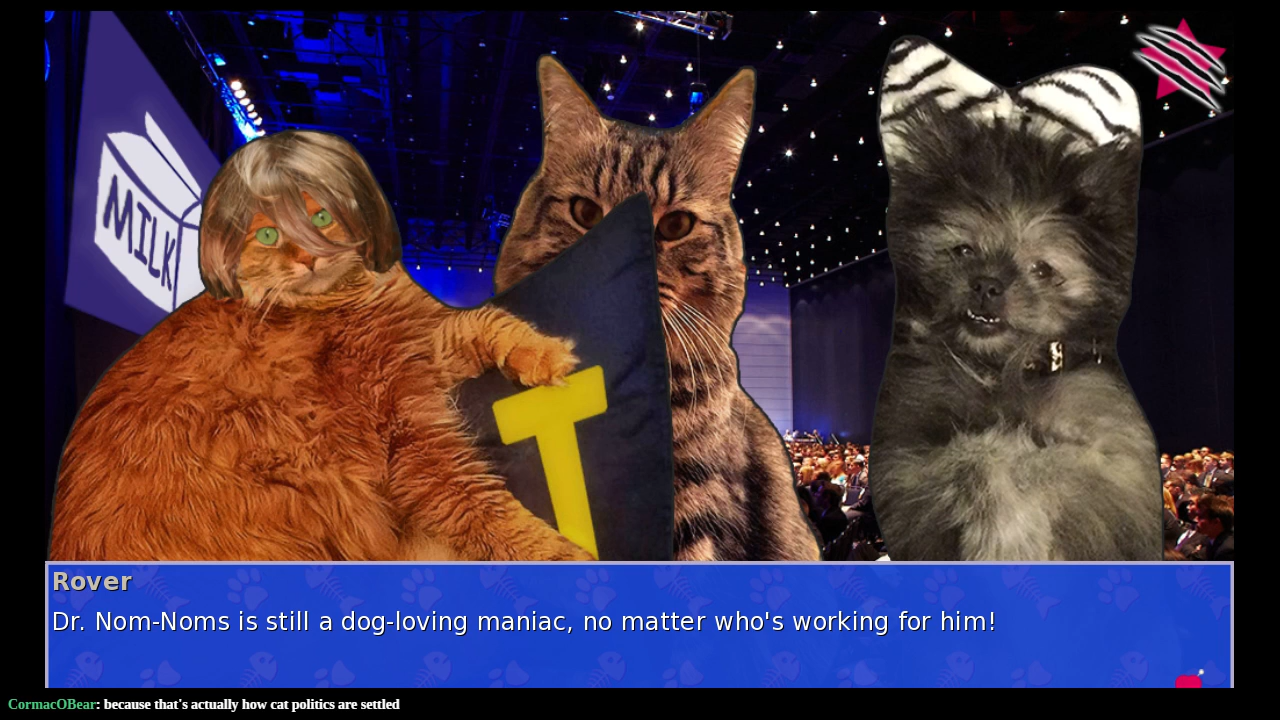 MILK
T
Rover
Dr. Nom-Noms is still a dog-loving maniac, no matter who's working for him!
CormacOBear: because that's actually how cat politics are settled